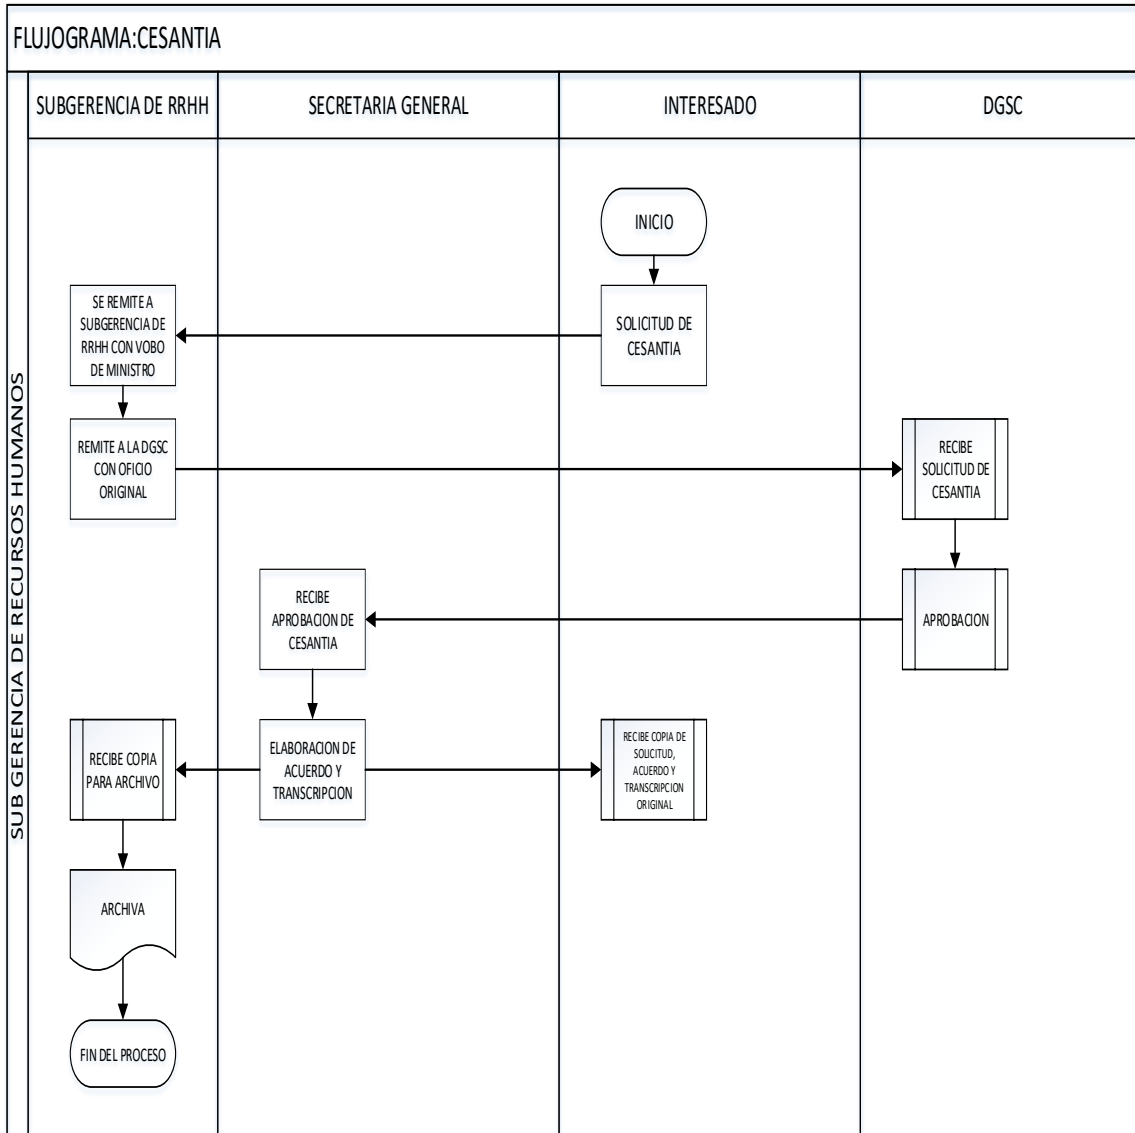 FLUJOGRAMA:CESANTIA
SUB GERENCIA DE RECURSOS HUMANOS
SUBGERENCIA DE RRHH
SECRETARIA GENERAL
INTERESADO
DGSC
INICIO
SOLICITUD DE
CESANTIA
SE REMITE A
SUBGERENCIA DE
RRHH CON VOBO
DE MINISTRO
REMITE A LA DGSC
CON OFICIO
ORIGINAL
RECIBE
SOLICITUD DE
CESANTIA
APROBACION
RECIBE
APROBACION DE
CESANTIA
ELABORACION DE
ACUERDO Y
TRANSCRIPCION
RECIBE COPIA
PARA ARCHIVO
RECIBE COPIA DE
SOLICITUD,
ACUERDO Y
TRANSCRIPCION
ORIGINAL
ARCHIVA
FIN DEL PROCESO